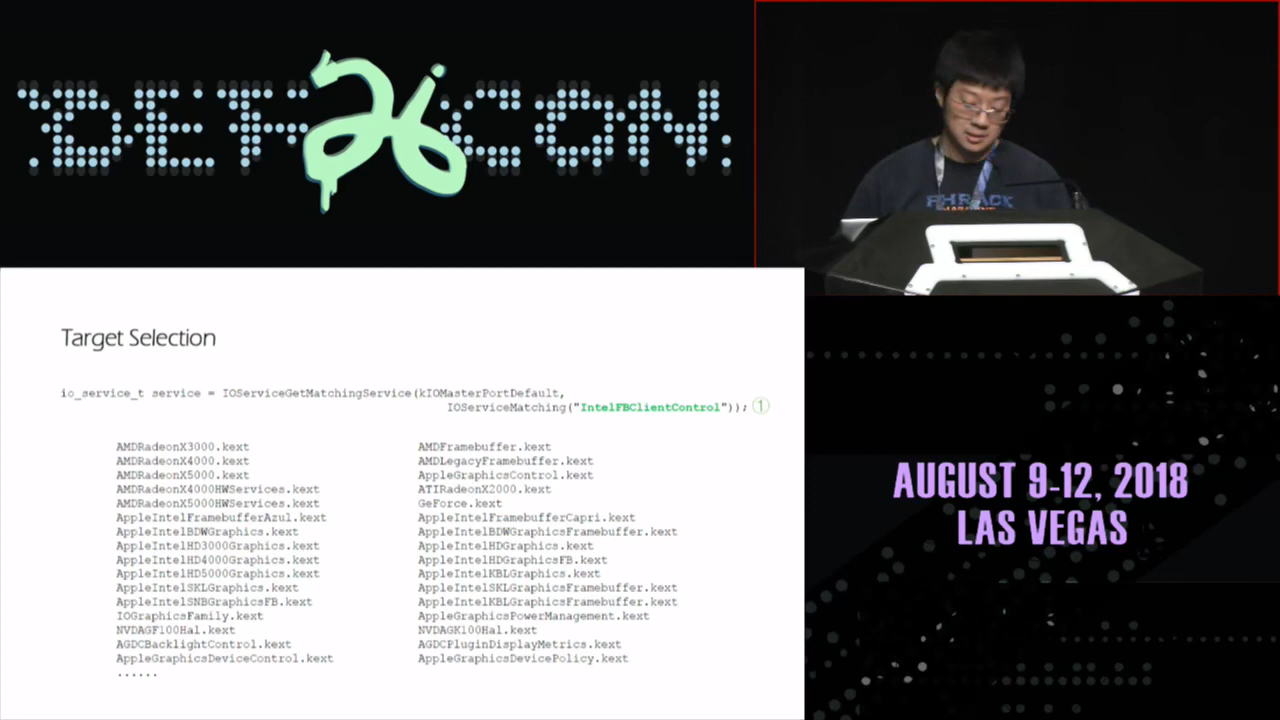 DEF 26 CON
PHRACK
Target Selection
io_service_t service = IOServiceGetMatchingService(kIOMasterPortDefault,
IOServiceMatching("IntelFBClientControl")); ①
AMDRadeonX3000.kext
AMDRadeonX4000.kext
AMDRadeonX5000.kext
AMDRadeonX4000HWServices.kext
AMDRadeonX5000HWServices.kext
AppleIntelFramebufferAzul.kext
AppleIntelBDWGraphics.kext
AppleIntelHD3000Graphics.kext
AppleIntelHD4000Graphics.kext
AppleIntelHD5000Graphics.kext
AppleIntelSKLGraphics.kext
AppleIntelSNBGraphicsFB.kext
IOGraphicsFamily.kext
NVDAGF100Hal.kext
AGDCBacklightControl.kext
AppleGraphicsDeviceControl.kext
......
AMDFramebuffer.kext
AMDLegacyFramebuffer.kext
AppleGraphicsControl.kext
ATIRadeonX2000.kext
GeForce.kext
AppleIntelFramebufferCapri.kext
AppleIntelBDWGraphicsFramebuffer.kext
AppleIntelHDGraphics.kext
AppleIntelHDGraphicsFB.kext
AppleIntelKBLGraphics.kext
AppleIntelSKLGraphicsFramebuffer.kext
AppleIntelKBLGraphicsFramebuffer.kext
AppleGraphicsPowerManagement.kext
NVDAGK100Hal.kext
AGDCPluginDisplayMetrics.kext
AppleGraphicsDevicePolicy.kext
AUGUST 9-12, 2018
LAS VEGAS